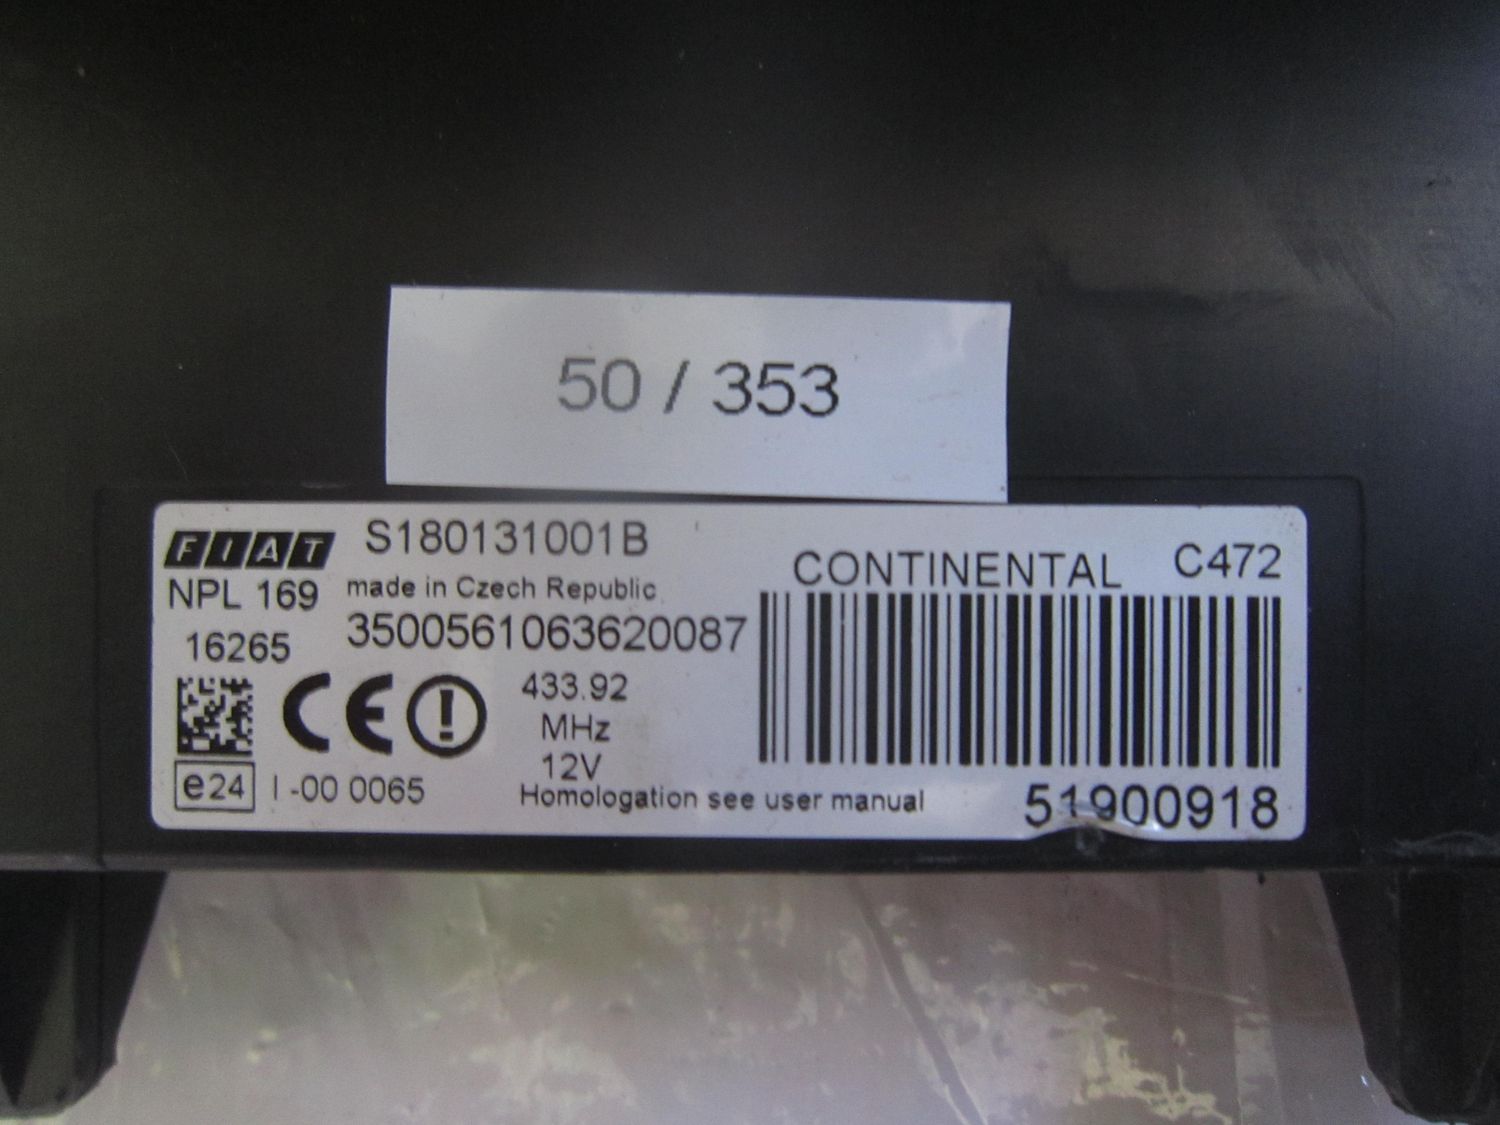 50 / 353
FIAT S180131001B
CONTINENTAL C472
NPL 169 made in Czech Republic
16265 3500561063620087
CE 433.92
MHz
12V
e24 I -00 0065
Homologation see user manual
51900918